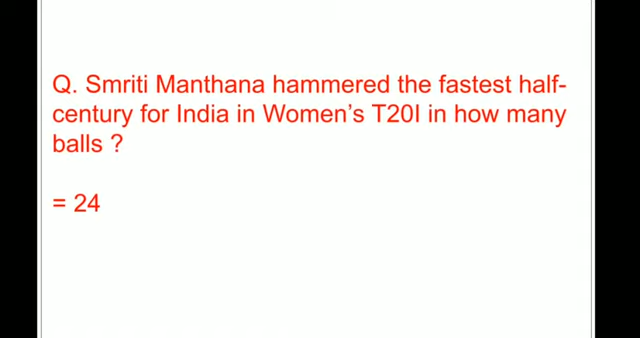 Q. Smriti Manthana hammered the fastest half-
century for India in Women's T20I in how many
balls ?
= 24